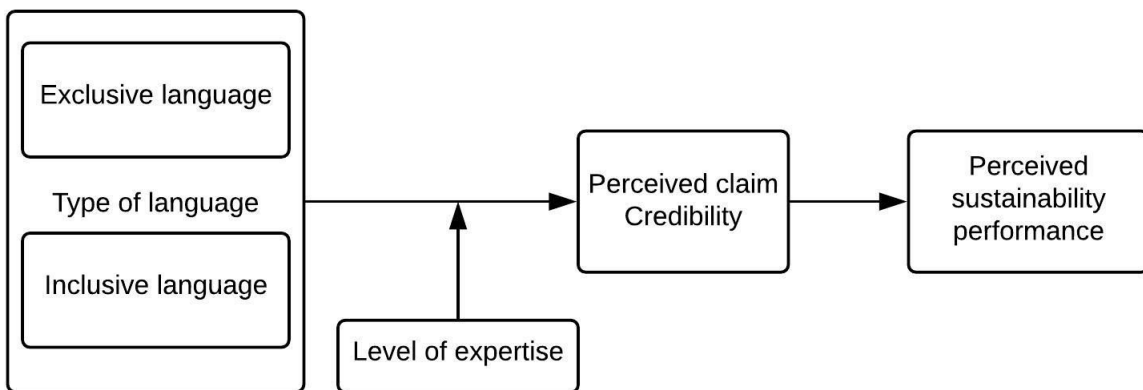 Exclusive language
Type of language
Inclusive language
Level of expertise
Perceived claim
Credibility
Perceived
sustainability
performance